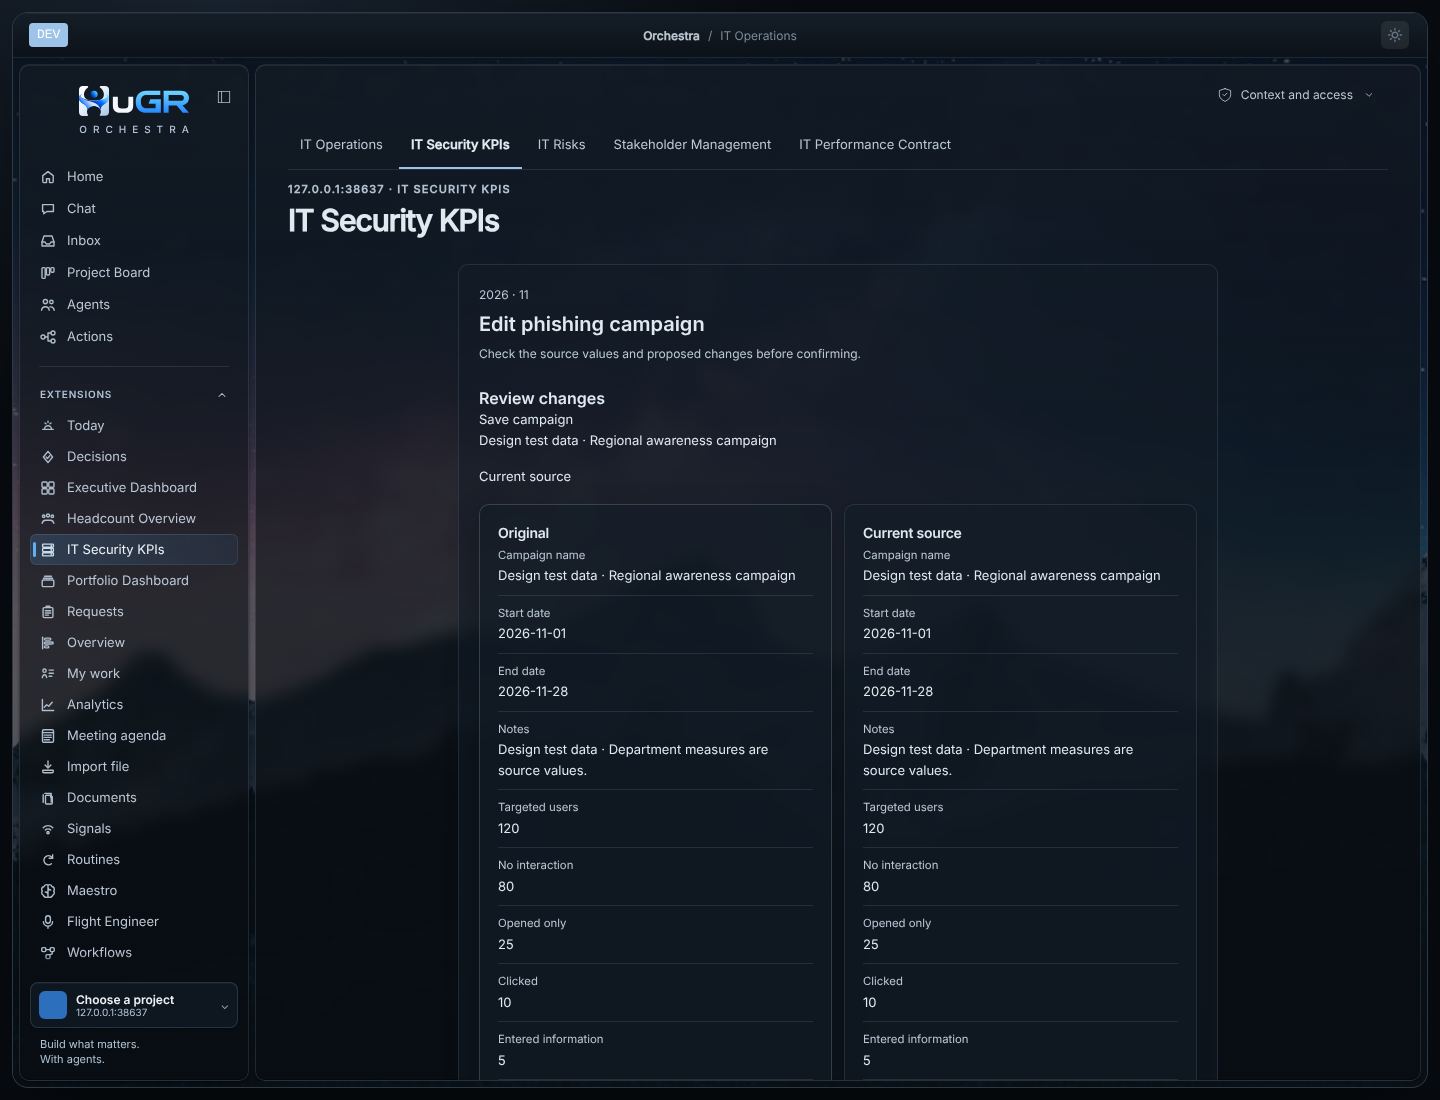 DEV
Orchestra / IT Operations
HuGR
ORCHESTRA
Context and access
Home
Chat
Inbox
Project Board
Agents
Actions
EXTENSIONS
Today
Decisions
Executive Dashboard
Headcount Overview
IT Security KPIs
Portfolio Dashboard
Requests
Overview
My work
Analytics
Meeting agenda
Import file
Documents
Signals
Routines
Maestro
Flight Engineer
Workflows
Choose a project
127.0.0.1:38637
Build what matters.
With agents.
IT Operations IT Security KPIs IT Risks Stakeholder Management IT Performance Contract
127.0.0.1:38637 · IT SECURITY KPIS
IT Security KPIs
2026 · 11
Edit phishing campaign
Check the source values and proposed changes before confirming.
Review changes
Save campaign
Design test data · Regional awareness campaign
Current source
Original
Campaign name
Design test data · Regional awareness campaign
Start date
2026-11-01
End date
2026-11-28
Notes
Design test data · Department measures are
source values.
Targeted users
120
No interaction
80
Opened only
25
Clicked
10
Entered information
5
Current source
Campaign name
Design test data · Regional awareness campaign
Start date
2026-11-01
End date
2026-11-28
Notes
Design test data · Department measures are
source values.
Targeted users
120
No interaction
80
Opened only
25
Clicked
10
Entered information
5